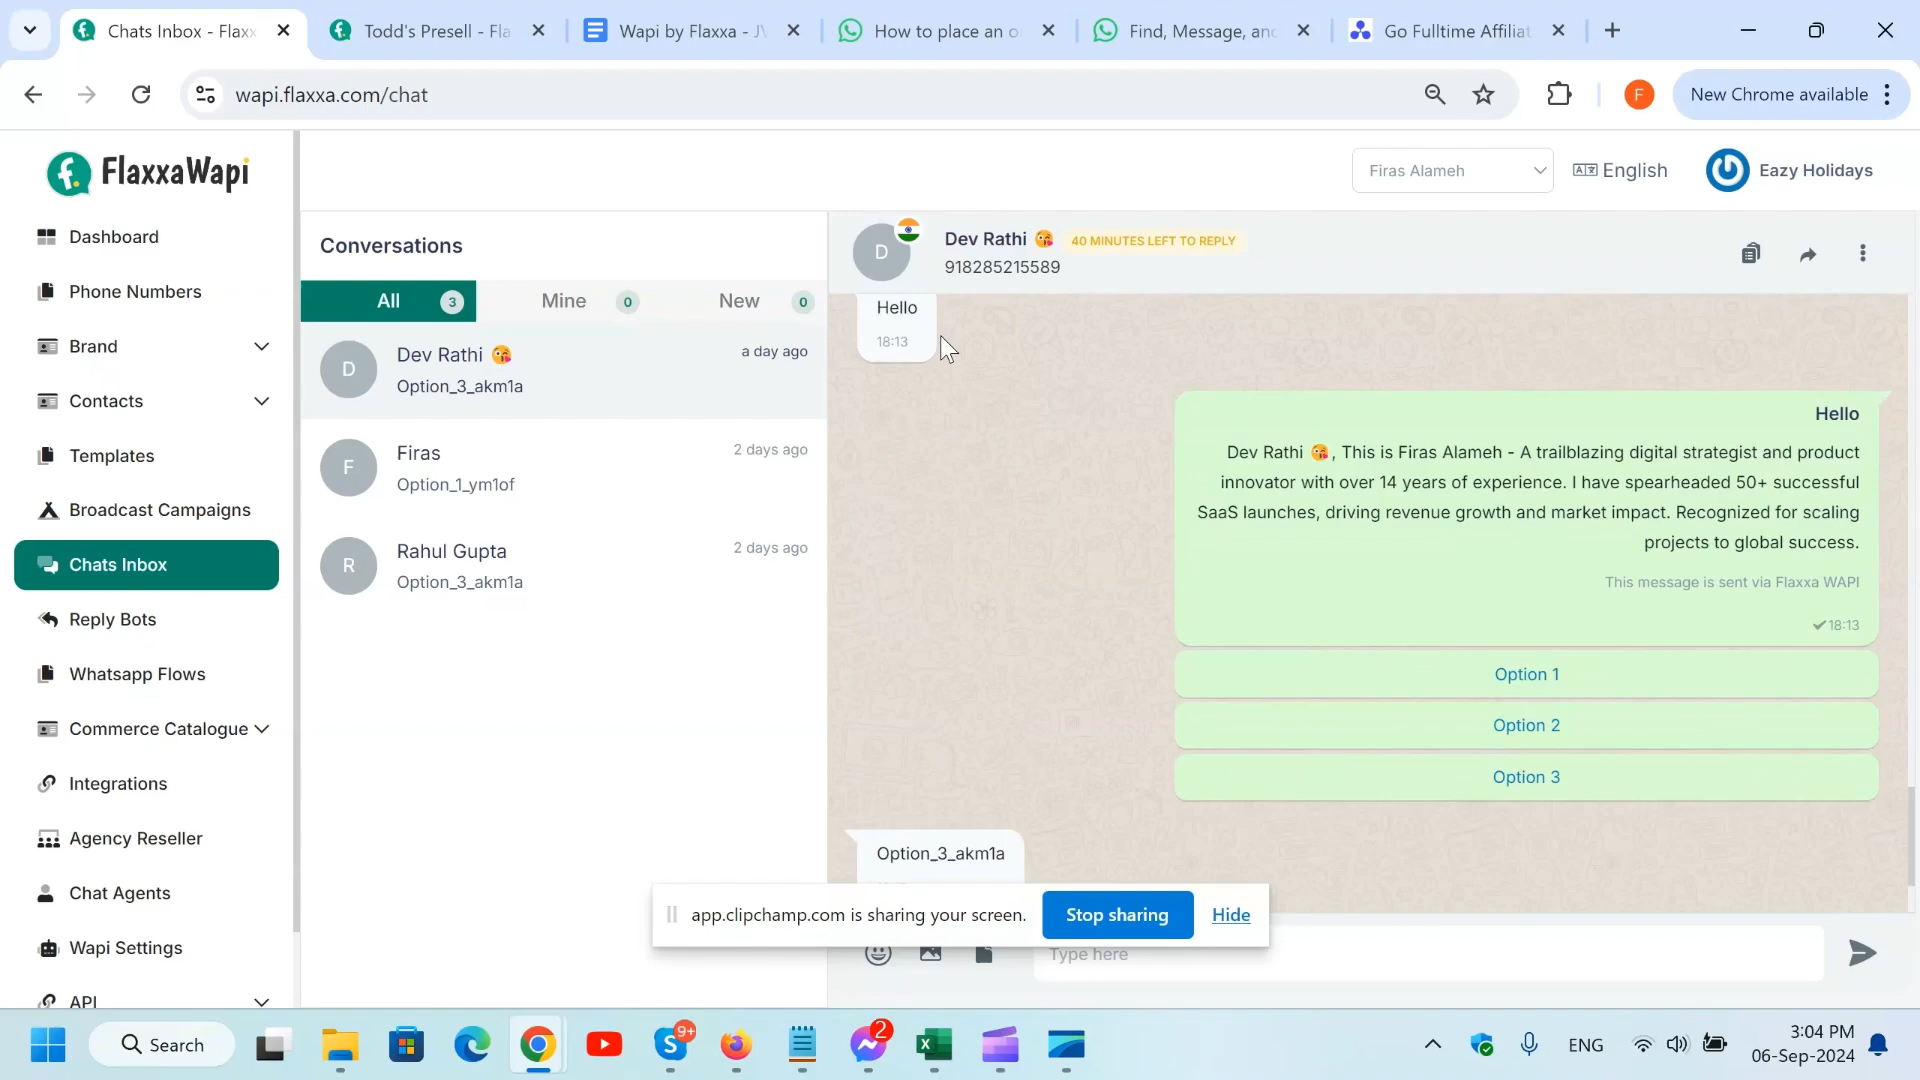 Chats Inbox - Flaxx
Todd's Presell - Fla
Wapi by Flaxxa - JV
How to place an o
Find, Message, and
Go Fulltime Affiliat
wapi.flaxxa.com/chat
F
New Chrome available
FlaxxaWapi
Firas Alameh
English
Eazy Holidays
Dashboard
Phone Numbers
Brand
Contacts
Templates
Broadcast Campaigns
Chats Inbox
Reply Bots
Whatsapp Flows
Commerce Catalogue
Integrations
Agency Reseller
Chat Agents
Wapi Settings
API
Conversations
All 3
Mine 0
New 0
D
Dev Rathi 😘
a day ago
Option_3_akm1a
F
Firas
2 days ago
Option_1_ym1of
R
Rahul Gupta
2 days ago
Option_3_akm1a
D
Dev Rathi 😘 40 MINUTES LEFT TO REPLY
918285215589
Hello
18:13
Hello
Dev Rathi 😘, This is Firas Alameh - A trailblazing digital strategist and product
innovator with over 14 years of experience. I have spearheaded 50+ successful
SaaS launches, driving revenue growth and market impact. Recognized for scaling
projects to global success.
This message is sent via Flaxxa WAPI
18:13
Option 1
Option 2
Option 3
Option_3_akm1a
app.clipchamp.com is sharing your screen.
Stop sharing
Hide
Type here
Search
9+
2
ENG
3:04 PM
06-Sep-2024